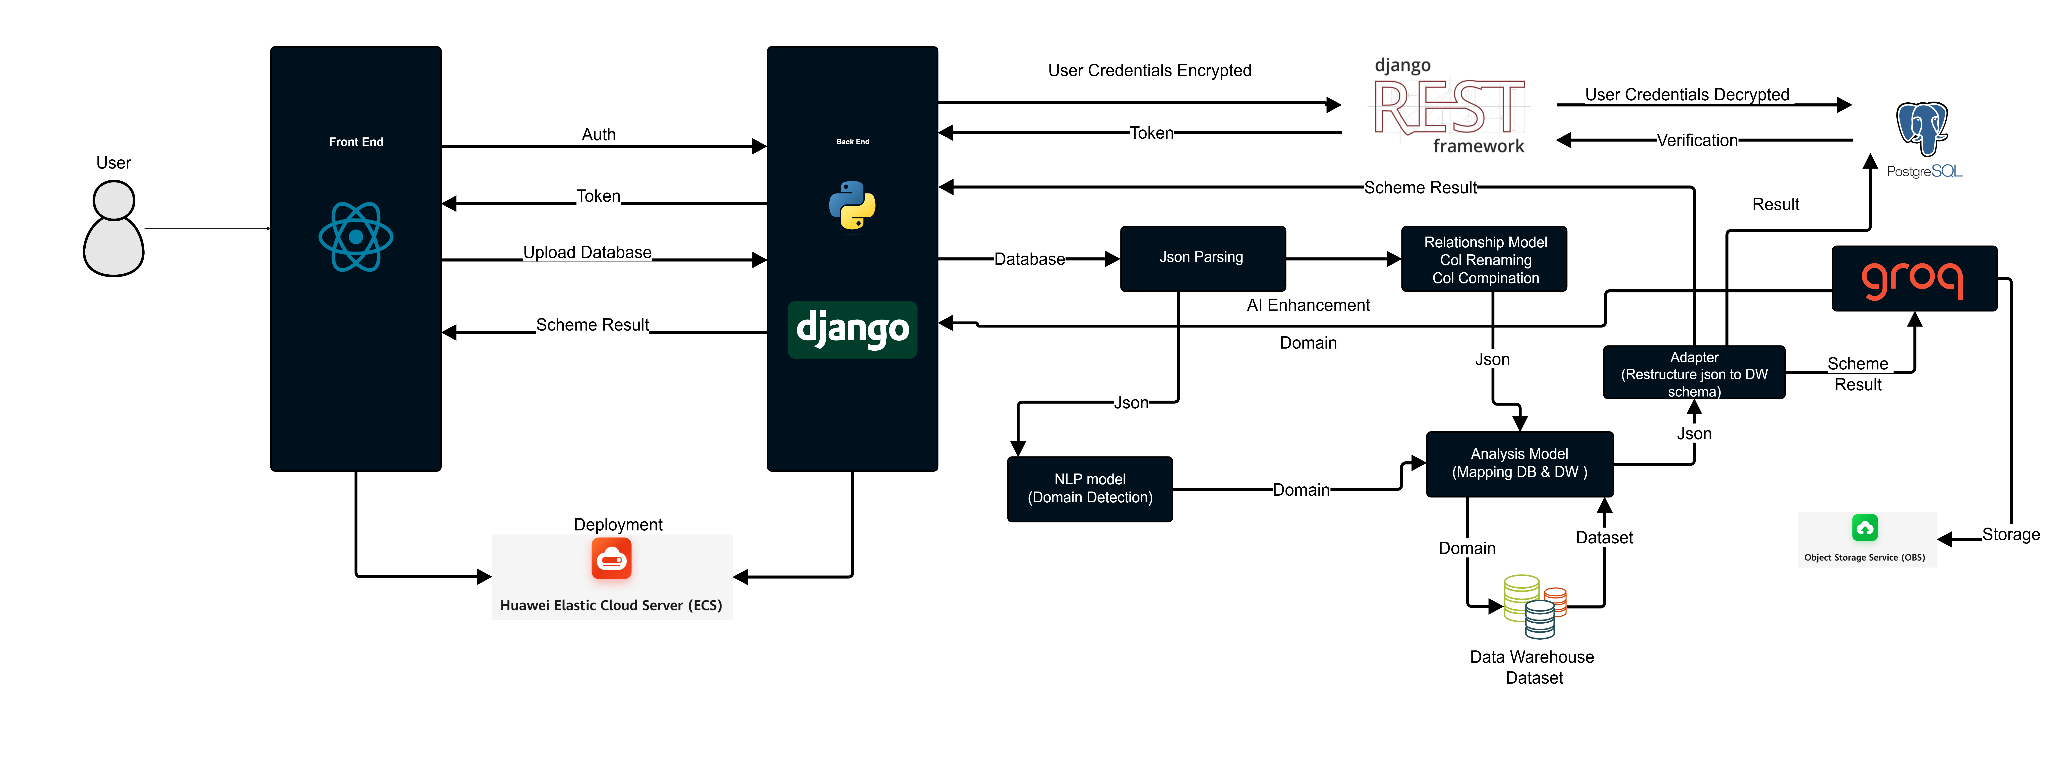 User
Front End
Auth
Token
Upload Database
Scheme Result
Back End
django
User Credentials Encrypted
Token
django
REST
framework
User Credentials Decrypted
Verification
PostgreSQL
Scheme Result
Result
Database
Json Parsing
Relationship Model
Col Renaming
Col Compination
groq
AI Enhancement
Domain
Json
Adapter
(Restructure json to DW
schema)
Scheme
Result
Json
Json
NLP model
(Domain Detection)
Domain
Analysis Model
(Mapping DB & DW )
Domain
Dataset
Data Warehouse
Dataset
Deployment
Huawei Elastic Cloud Server (ECS)
Object Storage Service (OBS)
Storage